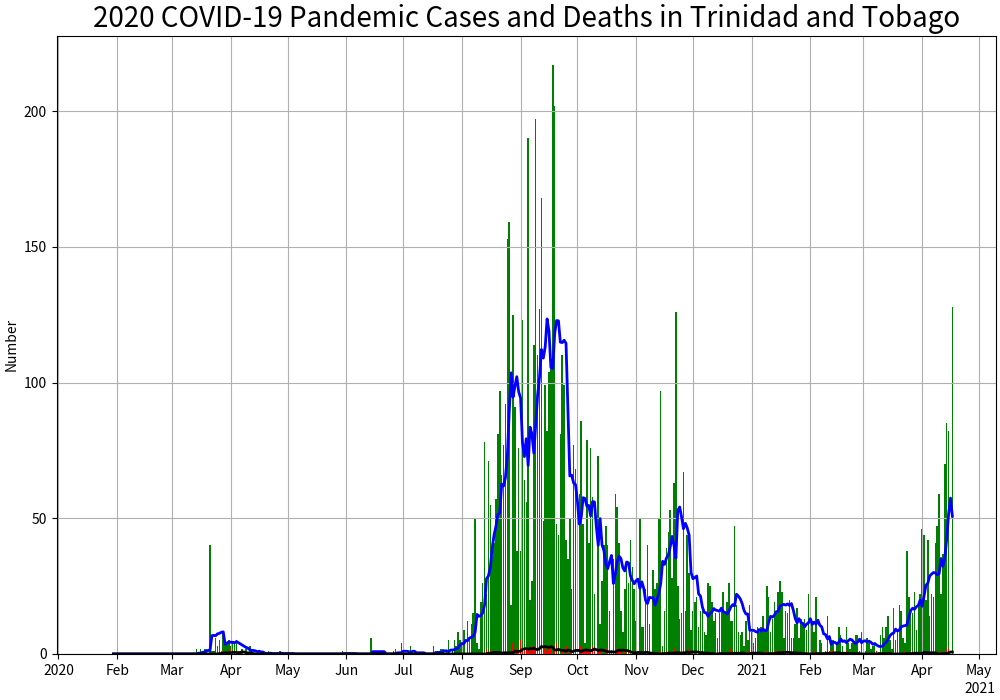 2020 COVID-19 Pandemic Cases and Deaths in Trinidad and Tobago
Number
200
150
100
50
0
2020 Feb Mar Apr May Jun Jul Aug Sep Oct Nov Dec 2021 Feb Mar Apr May
2021